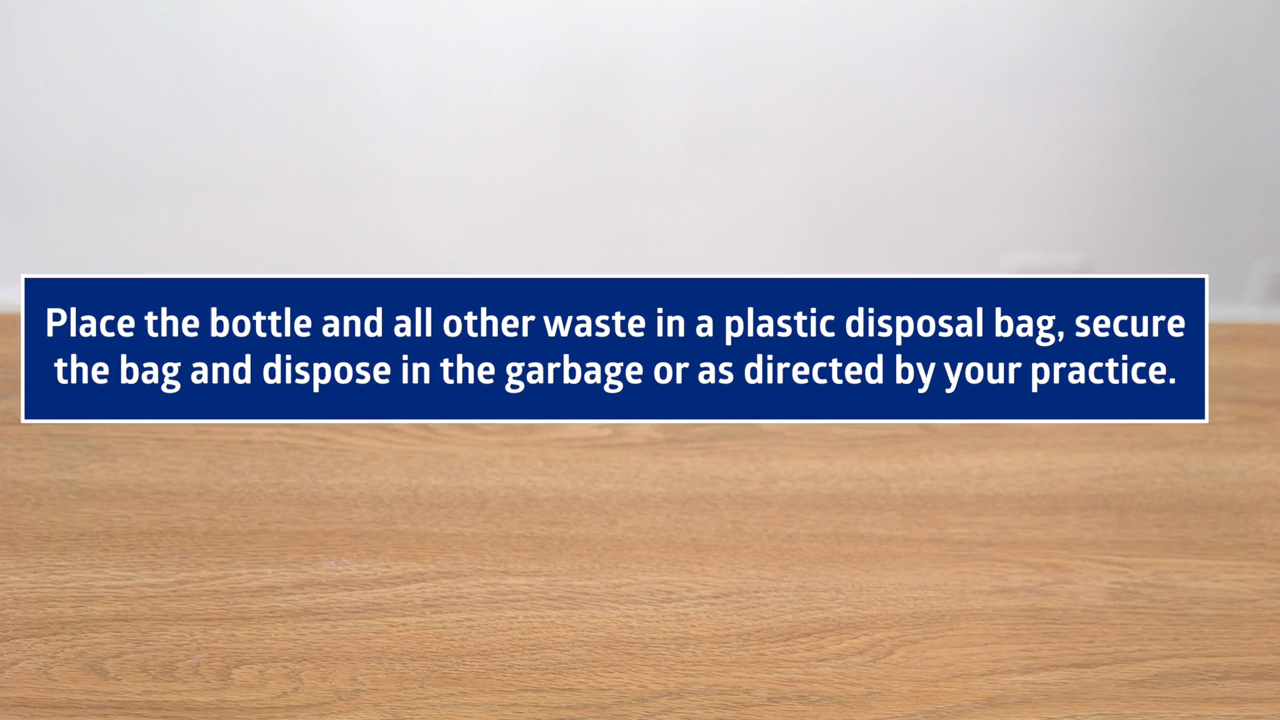 Place the bottle and all other waste in a plastic disposal bag, secure
the bag and dispose in the garbage or as directed by your practice.